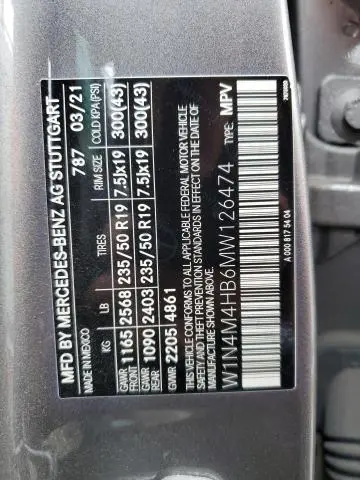 MFD BY MERCEDES-BENZ AG STUTTGART
MADE IN MEXICO 787 03/21
KG LB TIRES RIM SIZE COLD KPA(PSI)
GAWR FRONT 1165 2568 235/50 R19 7.5Jx19 300(43)
GAWR REAR 1090 2403 235/50 R19 7.5Jx19 300(43)
GVWR 2205 4861
THIS VEHICLE CONFORMS TO ALL APPLICABLE FEDERAL MOTOR VEHICLE
SAFETY, BUMPER, AND THEFT PREVENTION STANDARDS IN EFFECT ON THE DATE OF
MANUFACTURE SHOWN ABOVE.
W1N4M4HB6MW126474 TYPE: MPV
A 000 817 54 04